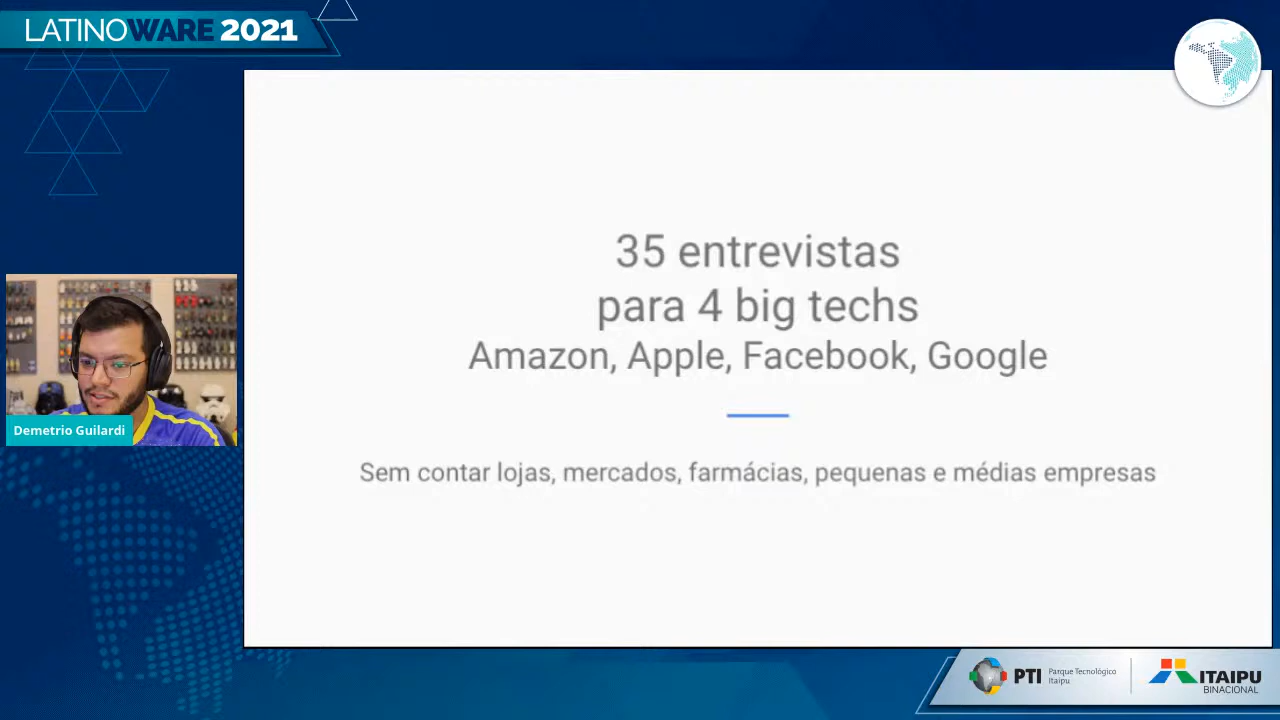 LATINOWARE 2021
35 entrevistas
para 4 big techs
Amazon, Apple, Facebook, Google
Sem contar lojas, mercados, farmácias, pequenas e médias empresas
Demetrio Guilardi
PTI
Parque Tecnológico
Itaipu
ITAIPU
BINACIONAL